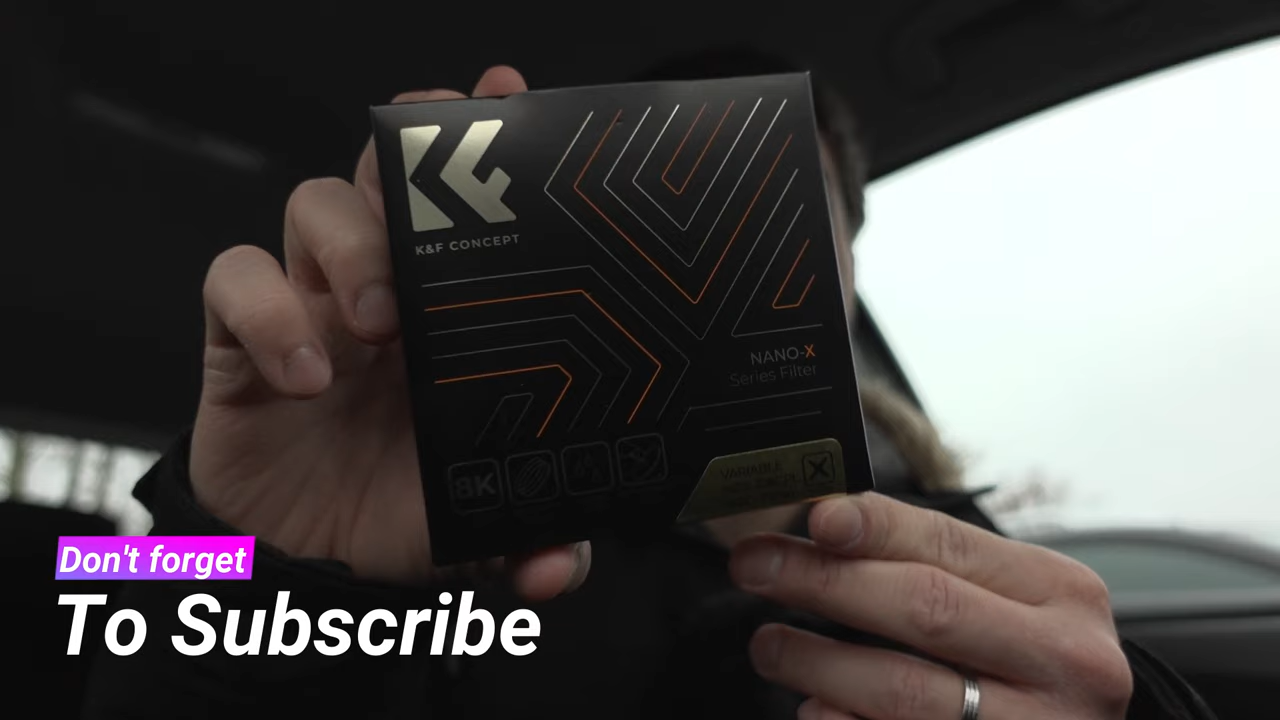 K&F CONCEPT
NANO-X
Series Filter
8K
VARIABLE
Don't forget
To Subscribe